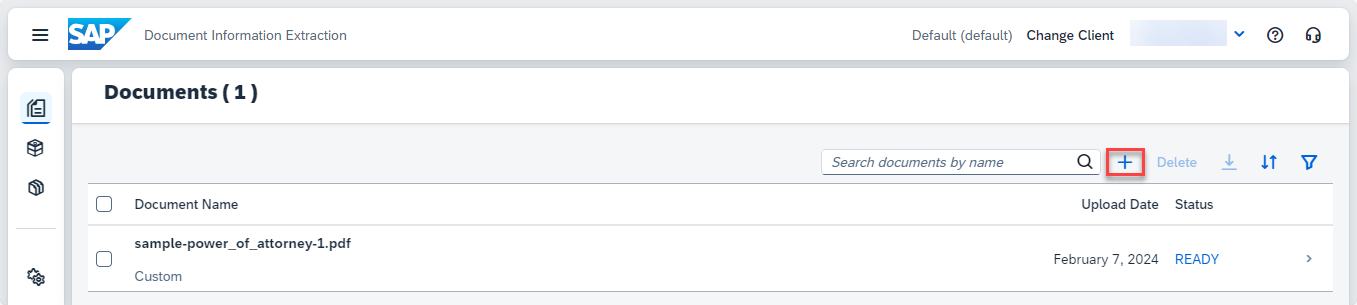 SAP Document Information Extraction Default (default) Change Client
Documents ( 1 )
Search documents by name Delete
Document Name Upload Date Status
sample-power_of_attorney-1.pdf
Custom
February 7, 2024 READY